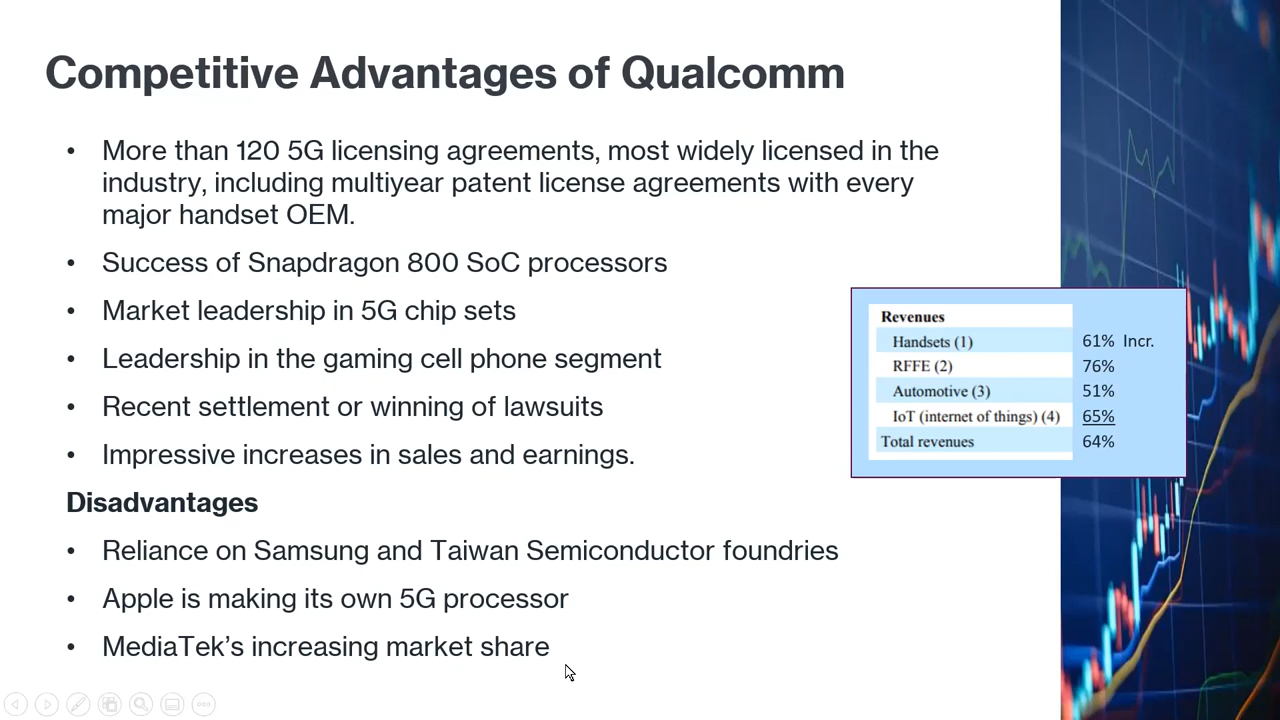 Competitive Advantages of Qualcomm
• More than 120 5G licensing agreements, most widely licensed in the
industry, including multiyear patent license agreements with every
major handset OEM.
• Success of Snapdragon 800 SoC processors
• Market leadership in 5G chip sets
• Leadership in the gaming cell phone segment
• Recent settlement or winning of lawsuits
• Impressive increases in sales and earnings.
Disadvantages
• Reliance on Samsung and Taiwan Semiconductor foundries
• Apple is making its own 5G processor
• MediaTek’s increasing market share
Revenues
Handsets (1) 61% Incr.
RFFE (2) 76%
Automotive (3) 51%
IoT (internet of things) (4) 65%
Total revenues 64%